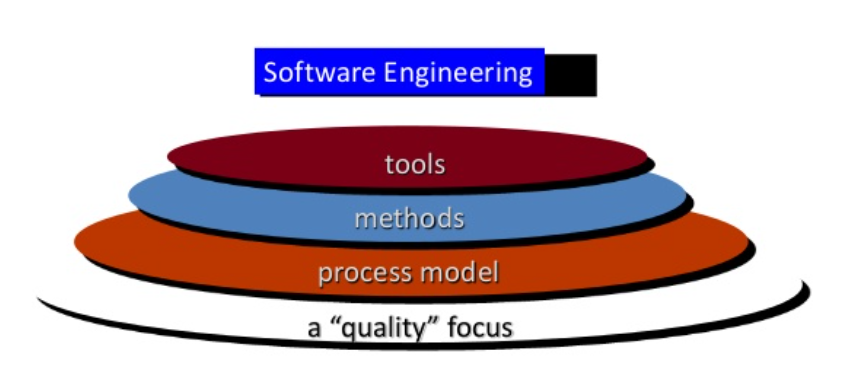 Software Engineering
tools
methods
process model
a “quality” focus